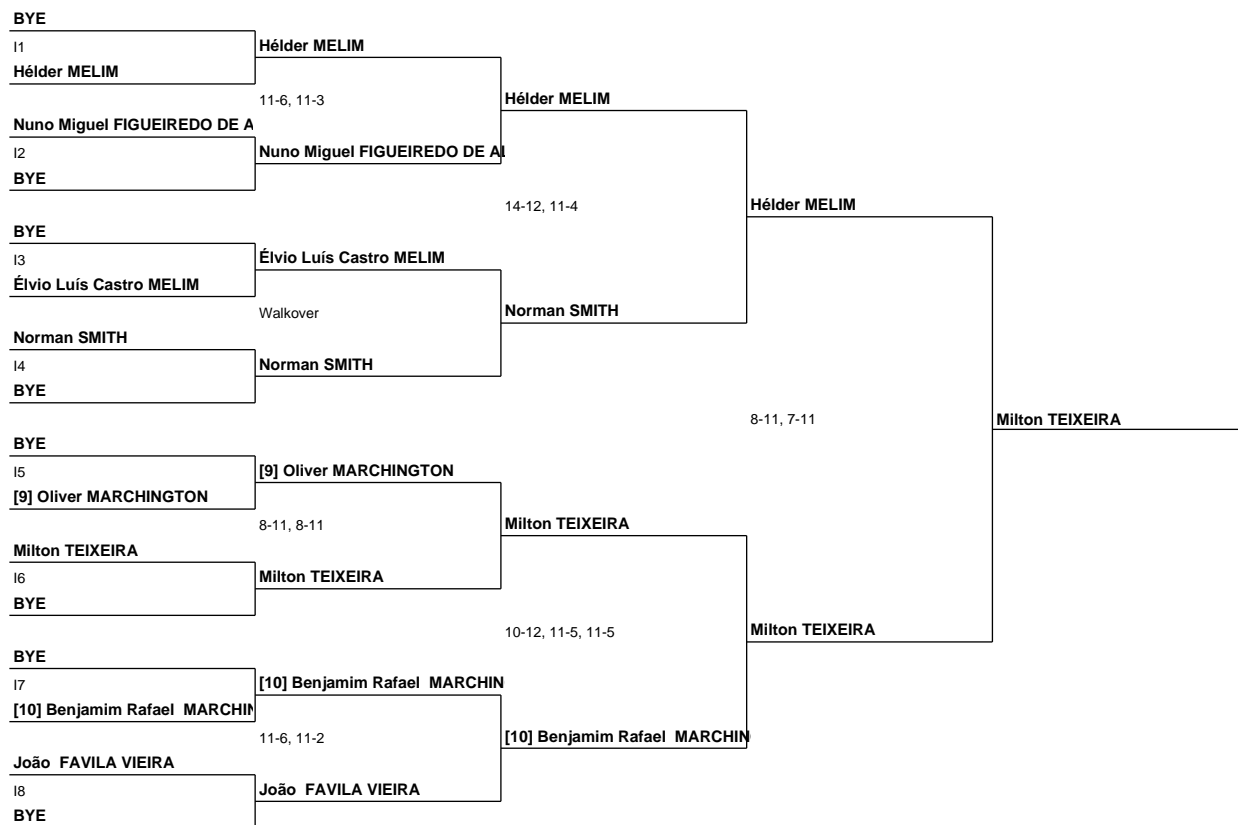 BYE
I1
Hélder MELIM
Hélder MELIM
11-6, 11-3
Hélder MELIM
Nuno Miguel FIGUEIREDO DE A
I2
Nuno Miguel FIGUEIREDO DE AL
BYE
14-12, 11-4
Hélder MELIM
BYE
I3
Élvio Luís Castro MELIM
Élvio Luís Castro MELIM
Walkover
Norman SMITH
Norman SMITH
I4
Norman SMITH
BYE
8-11, 7-11
Milton TEIXEIRA
BYE
I5
[9] Oliver MARCHINGTON
[9] Oliver MARCHINGTON
8-11, 8-11
Milton TEIXEIRA
Milton TEIXEIRA
I6
Milton TEIXEIRA
BYE
10-12, 11-5, 11-5
Milton TEIXEIRA
BYE
I7
[10] Benjamim Rafael MARCHIN
[10] Benjamim Rafael MARCHIN
11-6, 11-2
[10] Benjamim Rafael MARCHIN
João FAVILA VIEIRA
I8
João FAVILA VIEIRA
BYE